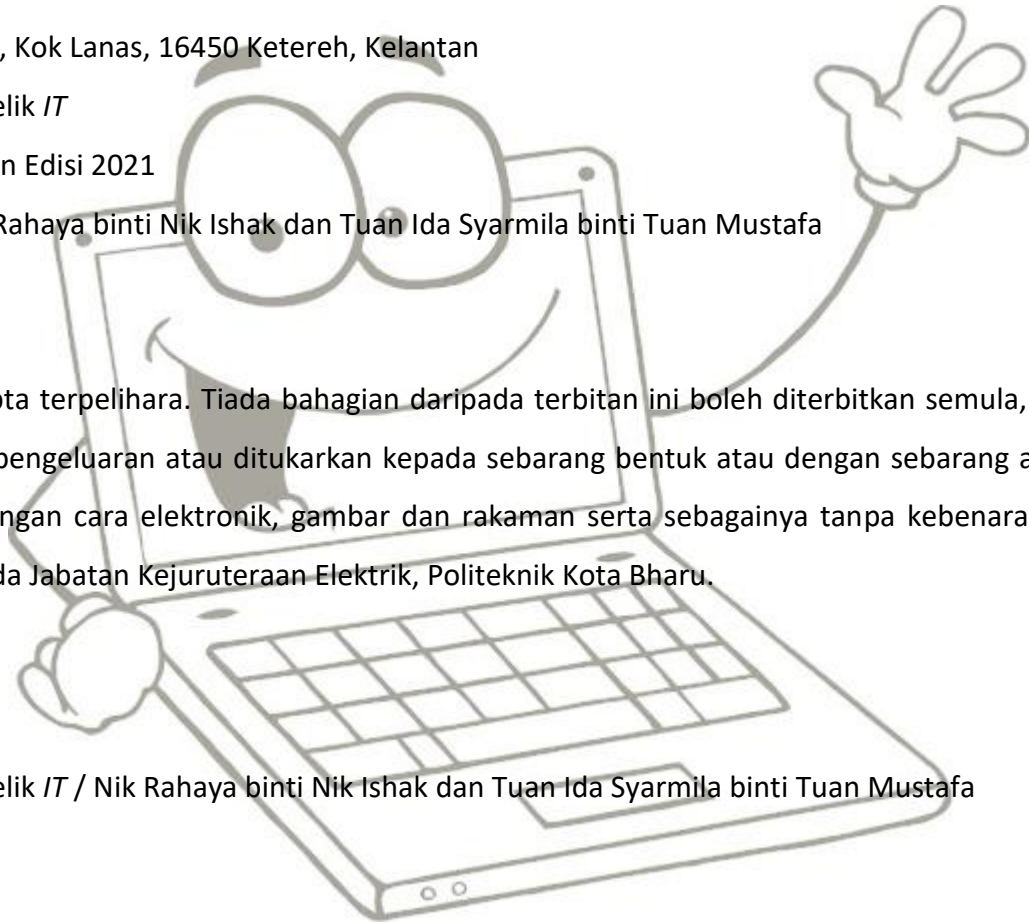 , Kok Lanas, 16450 Ketereh, Kelantan
elik IT
n Edisi 2021
Rahaya binti Nik Ishak dan Tuan Ida Syarmila binti Tuan Mustafa
pta terpelihara. Tiada bahagian daripada terbitan ini boleh diterbitkan semula,
pengeluaran atau ditukarkan kepada sebarang bentuk atau dengan sebarang a
ngan cara elektronik, gambar dan rakaman serta sebagainya tanpa kebenara
da Jabatan Kejuruteraan Elektrik, Politeknik Kota Bharu.
elik IT / Nik Rahaya binti Nik Ishak dan Tuan Ida Syarmila binti Tuan Mustafa